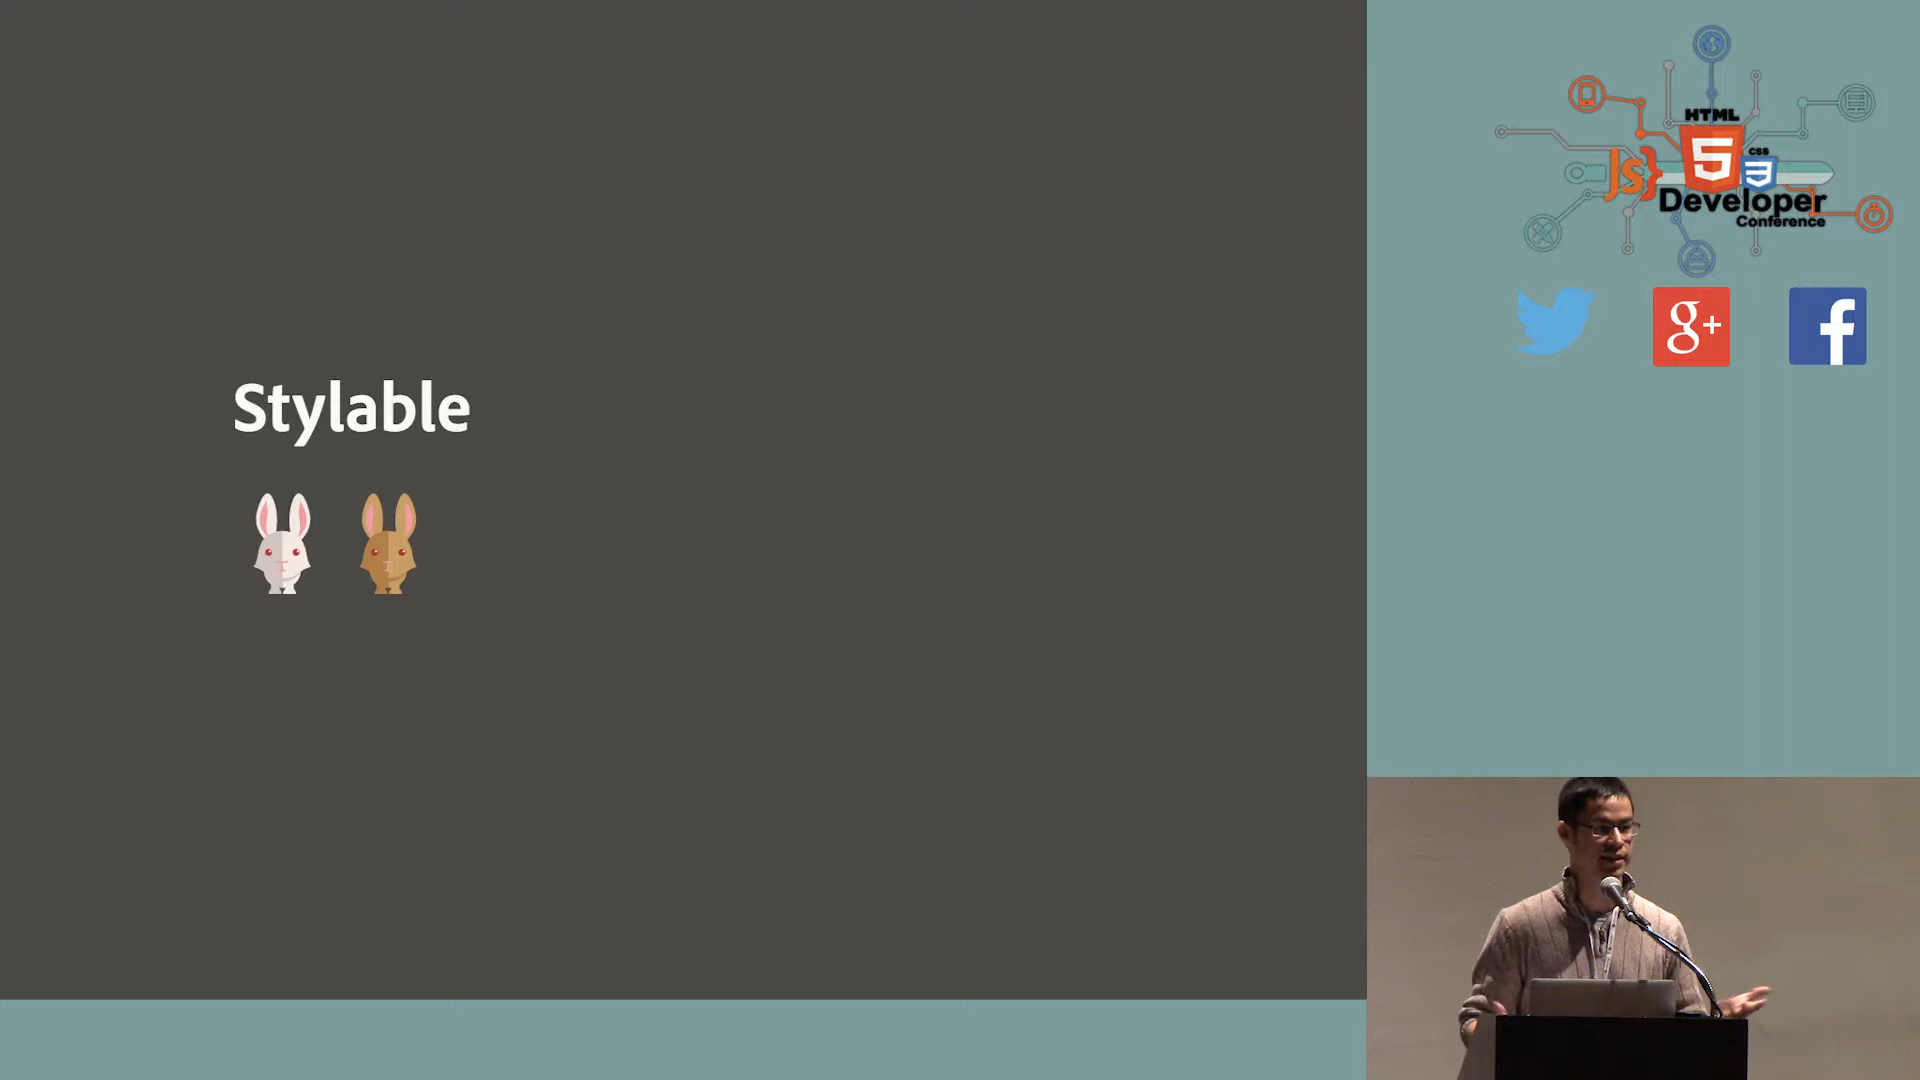 Stylable
HTML
5
JS}
CSS
3
Developer
Conference
g+
f